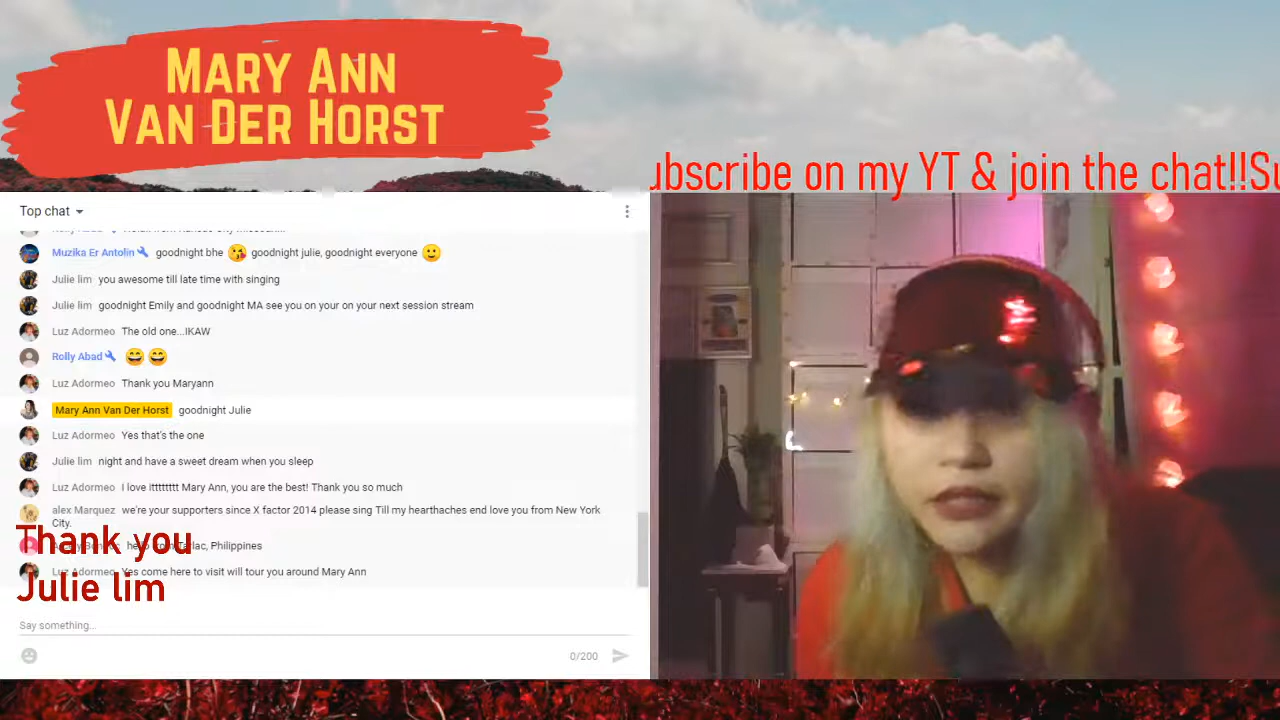 MARY ANN
VAN DER HORST
ubscribe on my YT & join the chat!!Su
Top chat
Muzika Er Antolin goodnight bhe 😘 goodnight julie, goodnight everyone 🙂
Julie lim you awesome till late time with singing
Julie lim goodnight Emily and goodnight MA see you on your on your next session stream
Luz Adormeo The old one...IKAW
Rolly Abad 😄 😄
Luz Adormeo Thank you Maryann
Mary Ann Van Der Horst goodnight Julie
Luz Adormeo Yes that's the one
Julie lim night and have a sweet dream when you sleep
Luz Adormeo I love itttttttt Mary Ann, you are the best! Thank you so much
alex Marquez we're your supporters since X factor 2014 please sing Till my hearthaches end love you from New York
City.
Philippines
Thank you
Luz Adormeo Yes come here to visit will tour you around Mary Ann
Julie lim
Say something...
0/200